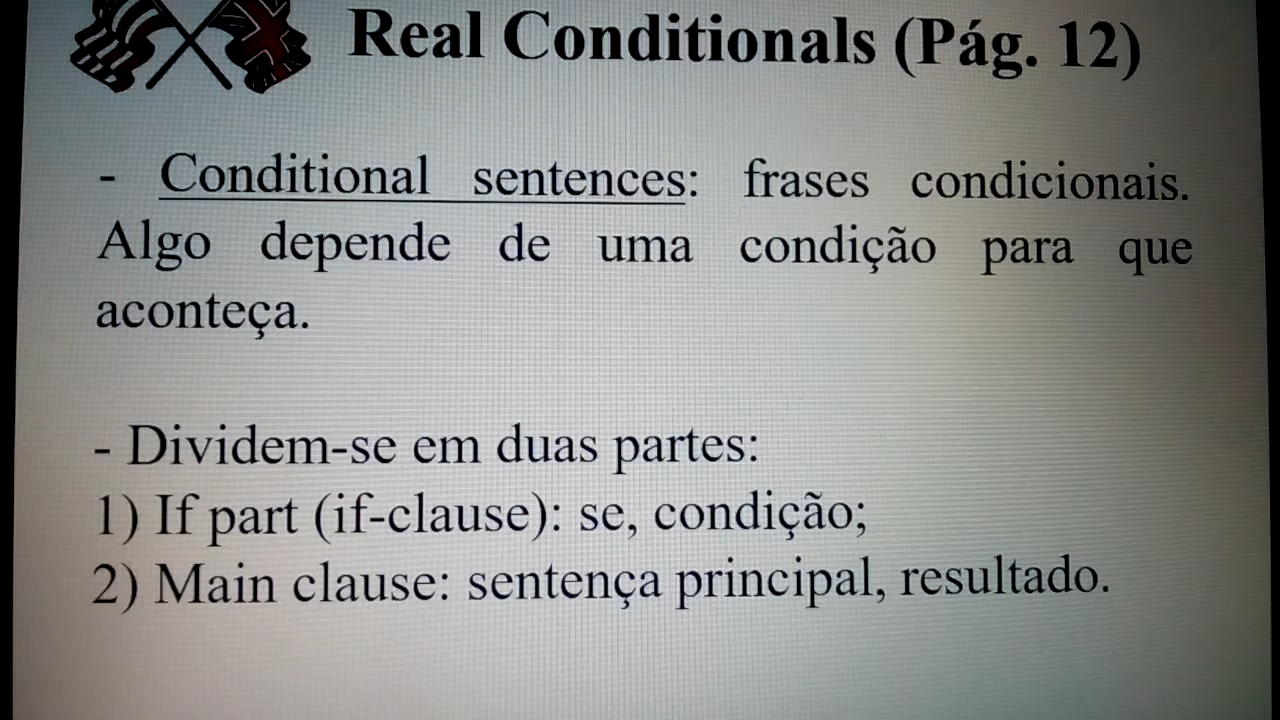 Real Conditionals (Pág. 12)
- Conditional sentences: frases condicionais.
Algo depende de uma condição para que
aconteça.
- Dividem-se em duas partes:
1) If part (if-clause): se, condição;
2) Main clause: sentença principal, resultado.